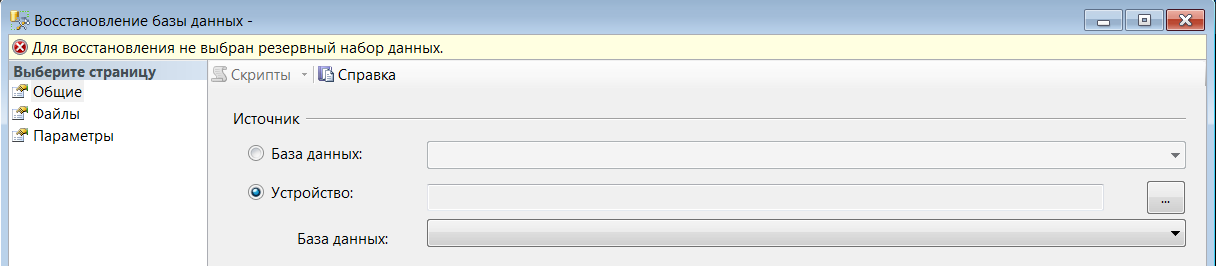 Восстановление базы данных -
Для восстановления не выбран резервный набор данных.
Выберите страницу
Общие
Файлы
Параметры
Скрипты Справка
Источник
База данных:
Устройство:
...
База данных: